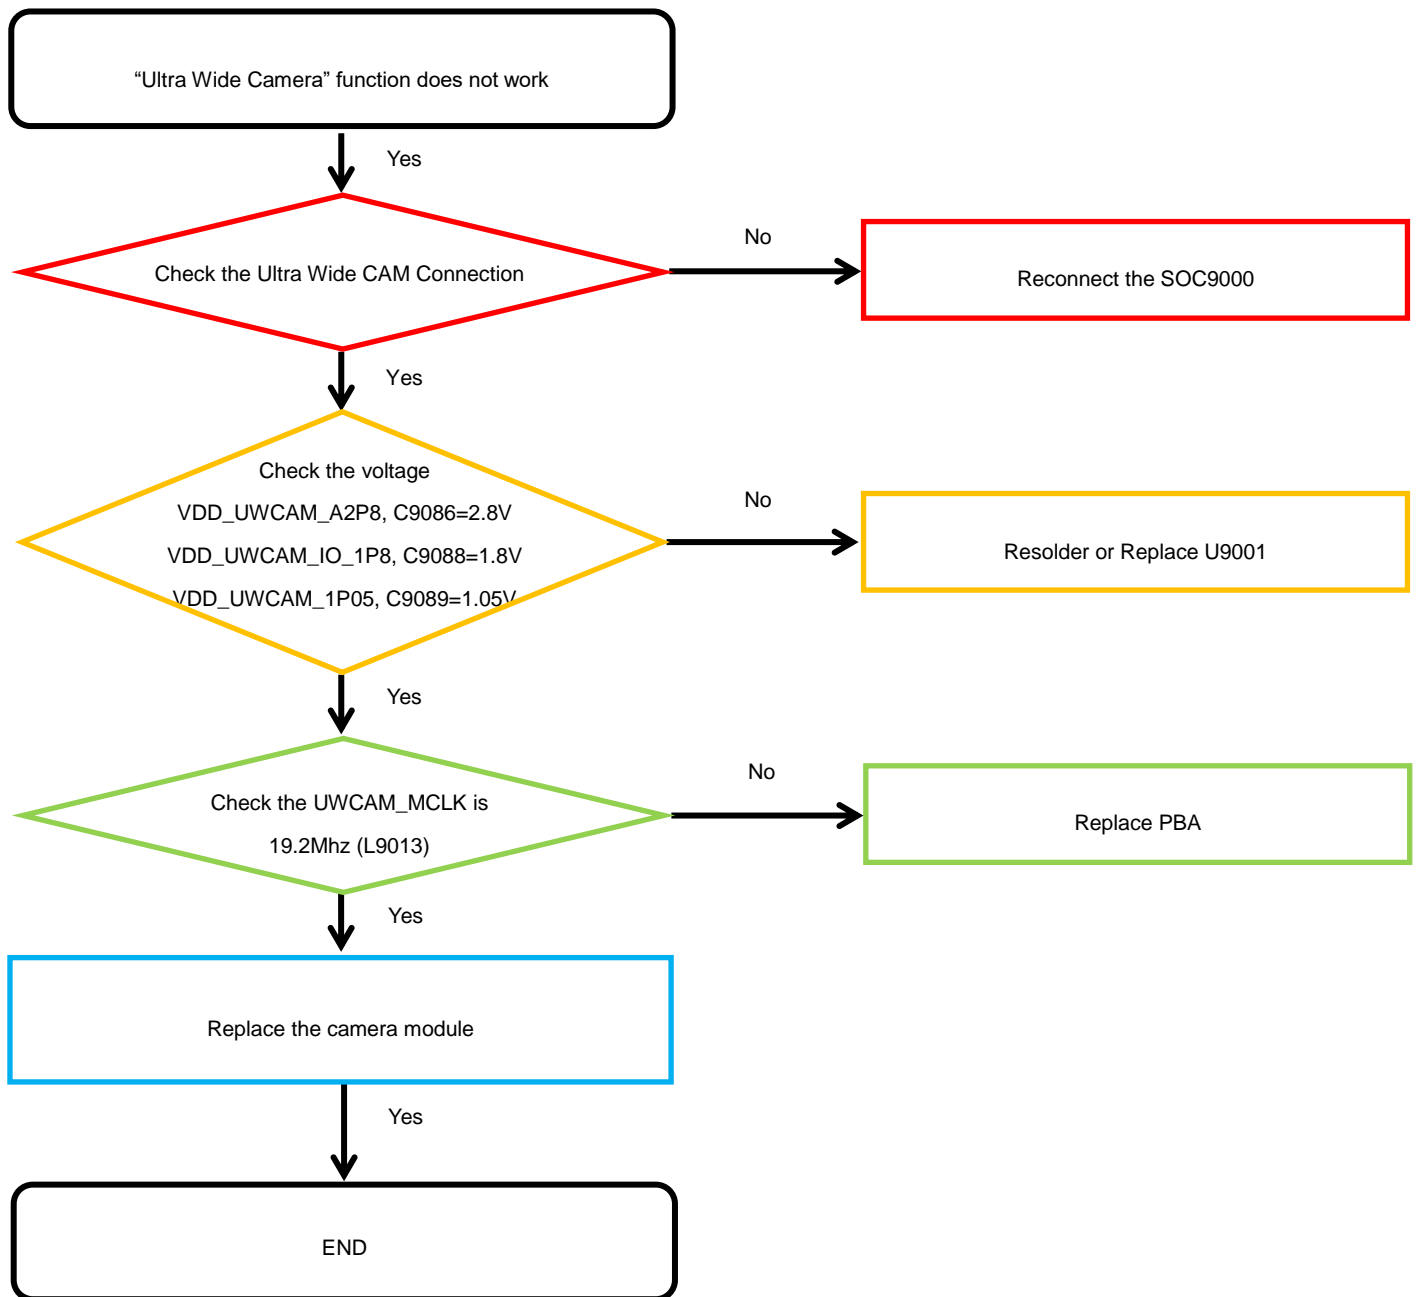 “Ultra Wide Camera” function does not work
Yes
Check the Ultra Wide CAM Connection
No
Reconnect the SOC9000
Yes
Check the voltage
VDD_UWCAM_A2P8, C9086=2.8V
VDD_UWCAM_IO_1P8, C9088=1.8V
VDD_UWCAM_1P05, C9089=1.05V
No
Resolder or Replace U9001
Yes
Check the UWCAM_MCLK is
19.2Mhz (L9013)
No
Replace PBA
Yes
Replace the camera module
Yes
END